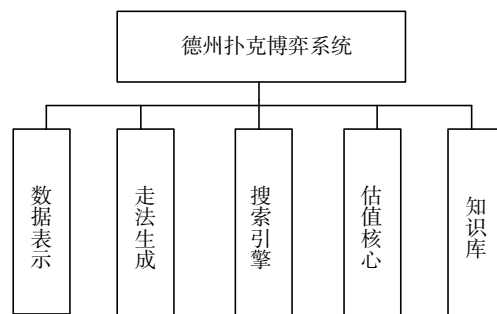 德州扑克博弈系统
数据表示
走法生成
搜索引擎
估值核心
知识库